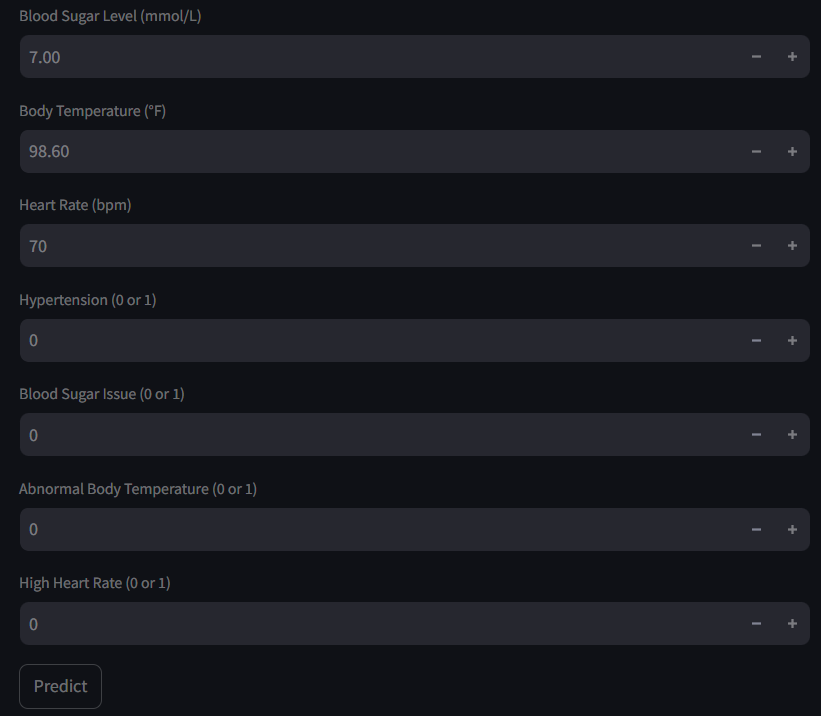 Blood Sugar Level (mmol/L)
7.00
Body Temperature (°F)
98.60
Heart Rate (bpm)
70
Hypertension (0 or 1)
0
Blood Sugar Issue (0 or 1)
0
Abnormal Body Temperature (0 or 1)
0
High Heart Rate (0 or 1)
0
Predict